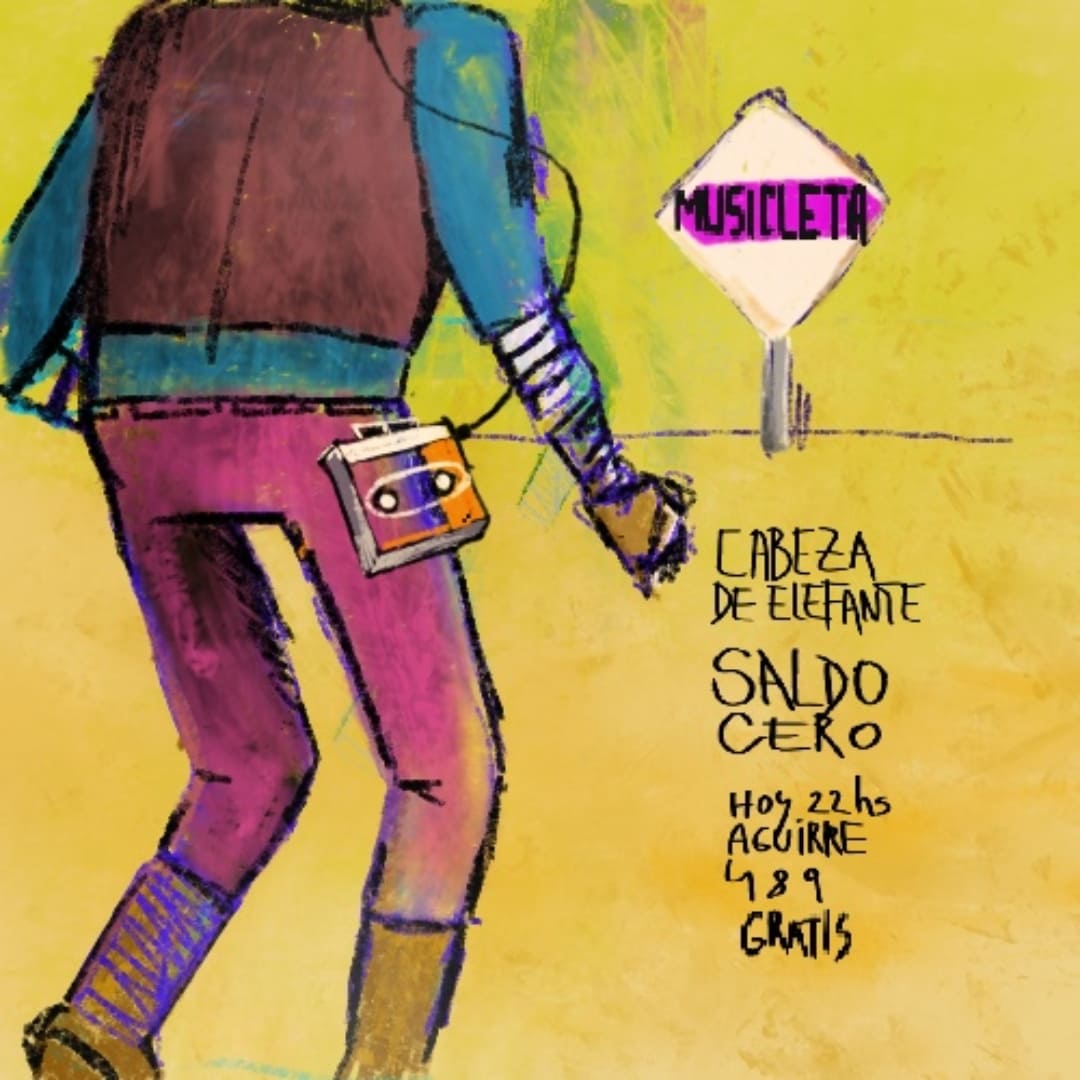 MUSICLETA
CABEZA
DE ELEFANTE
SALDO
CERO
HOY 22hs
AGUIRRE
489
GRATIS